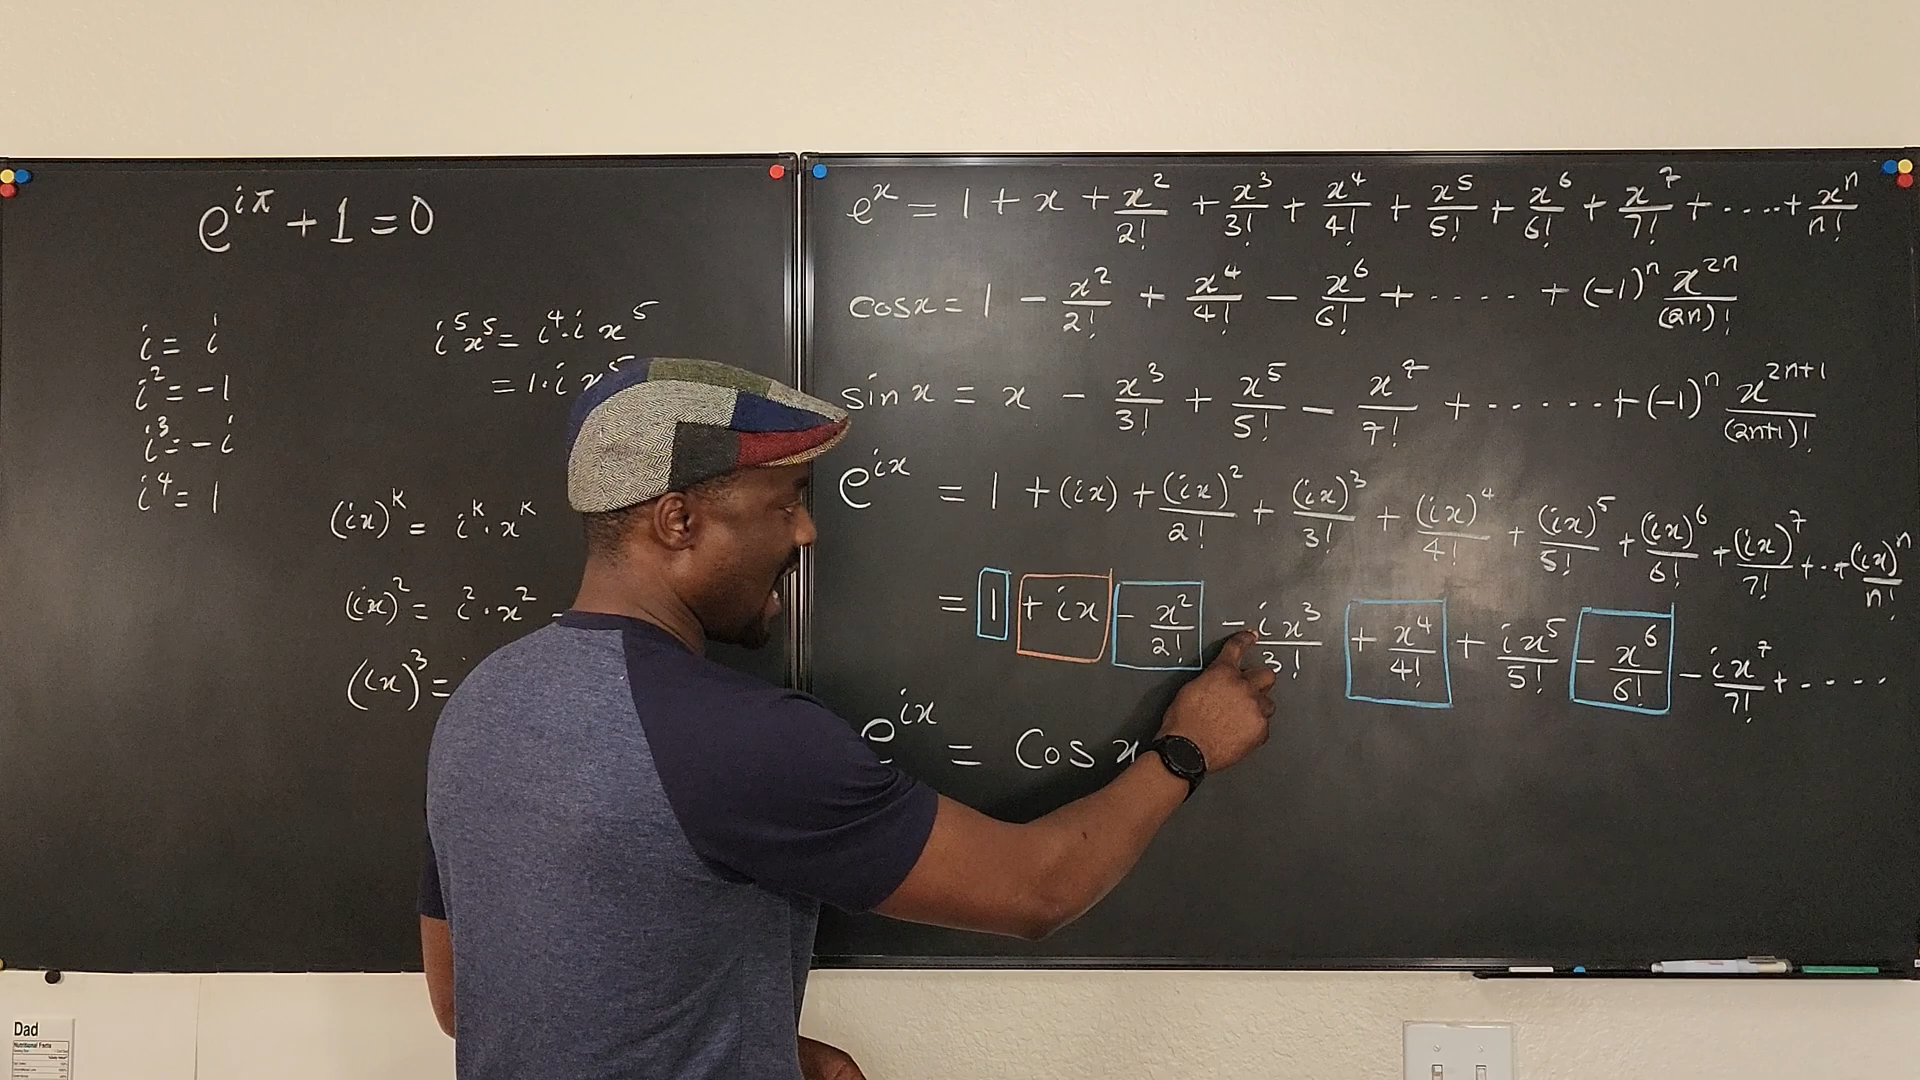 e^{iπ} + 1 = 0
i = i
i² = -1
i³ = -i
i⁴ = 1
i⁵x⁵ = i⁴·i x⁵
= 1·i x⁵
(ix)^k = i^k · x^k
(ix)² = i² · x²
(ix)³ =
e^x = 1 + x + x²/2! + x³/3! + x⁴/4! + x⁵/5! + x⁶/6! + x⁷/7! + ....+ x^n/n!
cosx = 1 - x²/2! + x⁴/4! - x⁶/6! + ..... + (-1)^n x^{2n}/(2n)!
sin x = x - x³/3! + x⁵/5! - x⁷/7! + ......+ (-1)^n x^{2n+1}/(2n+1)!
e^{ix} = 1 + (ix) + (ix)²/2! + (ix)³/3! + (ix)⁴/4! + (ix)⁵/5! + (ix)⁶/6! + (ix)⁷/7! + ..+ (ix)^n/n!
= 1 + ix - x²/2! - ix³/3! + x⁴/4! + ix⁵/5! - x⁶/6! - ix⁷/7! + .....
e^{ix} = Cos x
Dad
Nutritional Facts